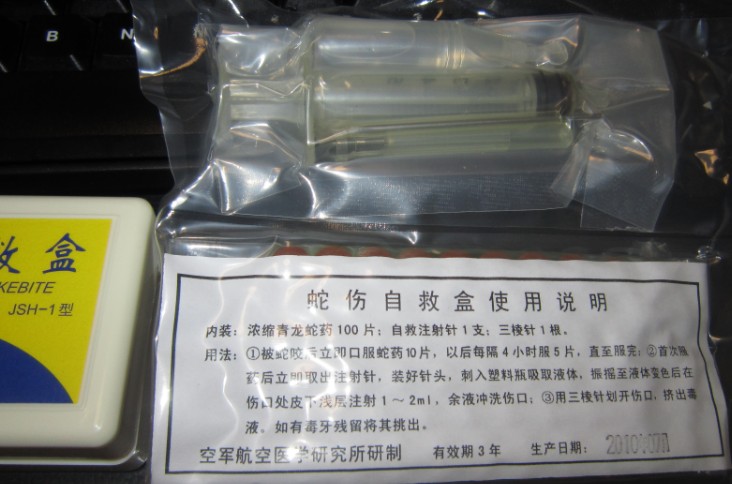 B
N
救盒
KEBITE
JSH-1型
蛇伤自救盒使用说明
内装：浓缩青龙蛇药100片；自救注射针1支；三棱针1根。
用法：①被蛇咬后立即口服蛇药10片，以后每隔4小时服5片，直至服完；②首次服
药后立即取出注射针，装好针头，刺入塑料瓶吸取液体，振摇至液体变色后在
伤口处皮下浅层注射1～2ml，余液冲洗伤口；③用三棱针划开伤口，挤出毒
液。如有毒牙残留将其挑出。
空军航空医学研究所研制 有效期3年 生产日期：